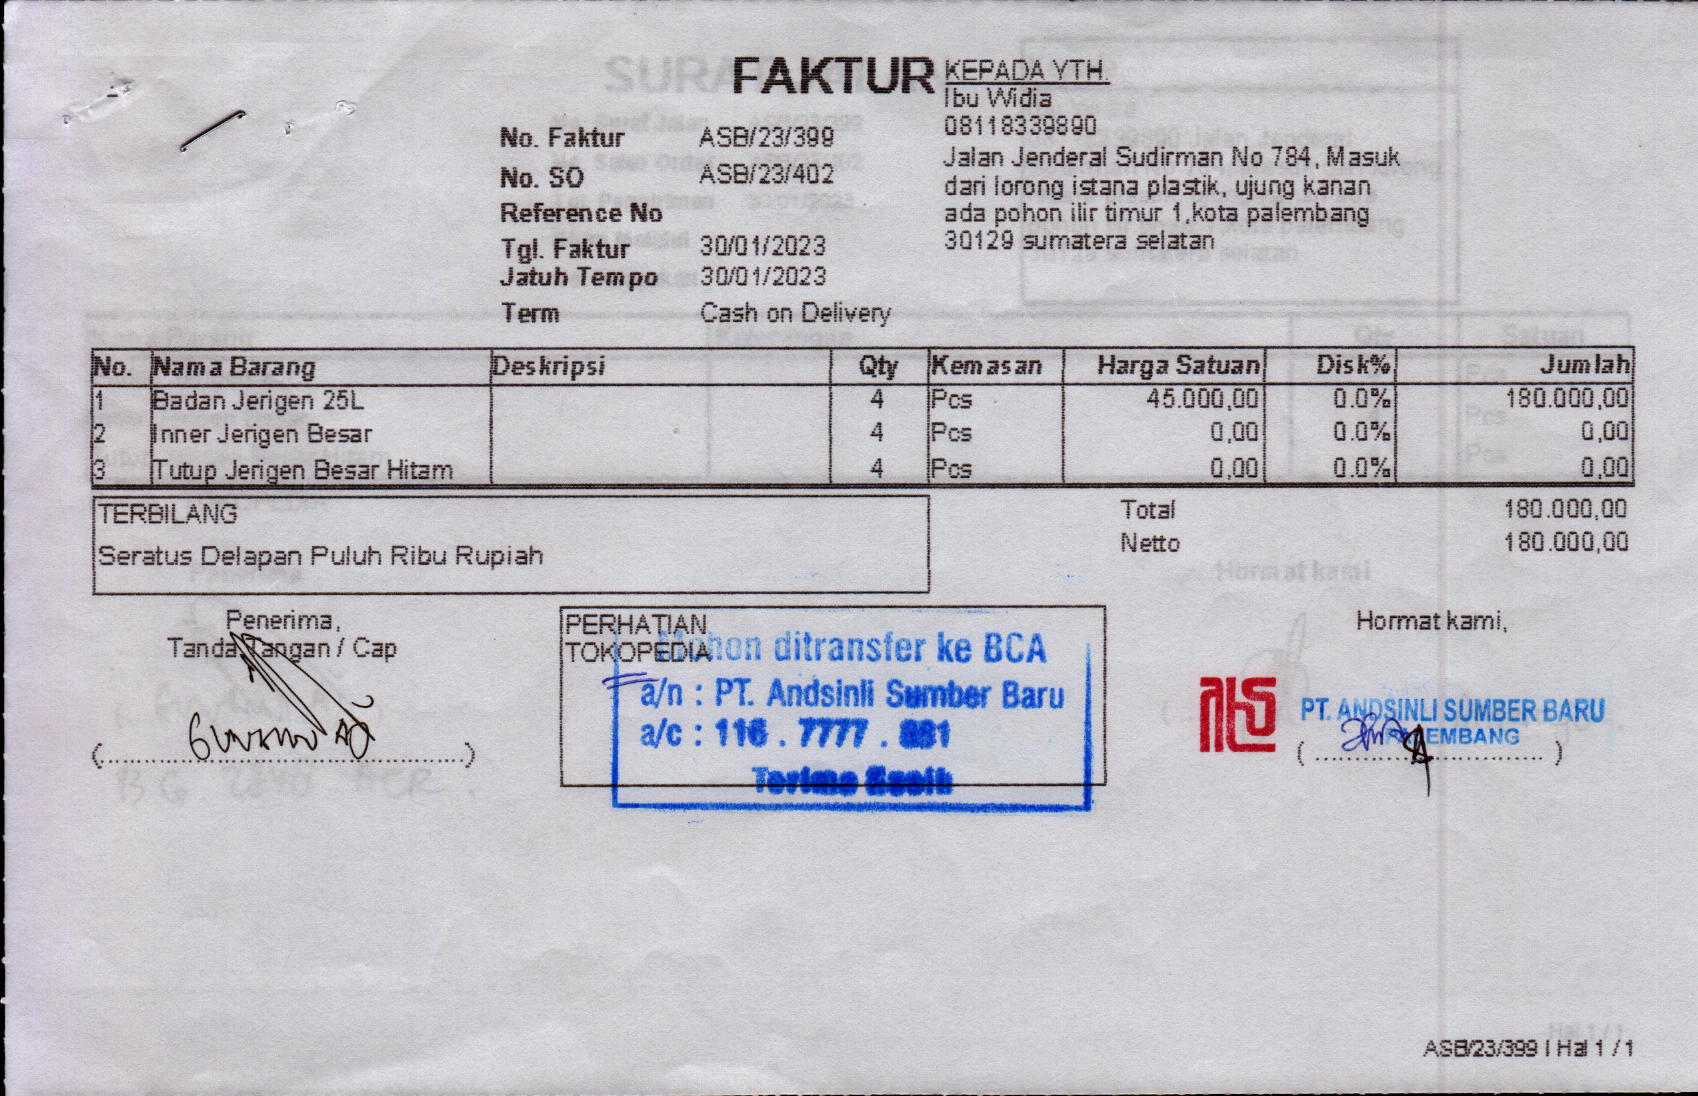 FAKTUR
KEPADA YTH.
Ibu Widia
08118339890
Jalan Jenderal Sudirman No 784, Masuk
dari lorong istana plastik, ujung kanan
ada pohon ilir timur 1,kota palembang
30129 sumatera selatan
No. Faktur ASB/23/399
No. SO ASB/23/402
Reference No
Tgl. Faktur 30/01/2023
Jatuh Tempo 30/01/2023
Term Cash on Delivery
No. Nama Barang Deskripsi Qty Kemasan Harga Satuan Disk% Jumlah
1 Badan Jerigen 25L 4 Pcs 45.000,00 0.0% 180.000,00
2 Inner Jerigen Besar 4 Pcs 0,00 0.0% 0,00
3 Tutup Jerigen Besar Hitam 4 Pcs 0,00 0.0% 0,00
TERBILANG
Seratus Delapan Puluh Ribu Rupiah
Total 180.000,00
Netto 180.000,00
Penerima,
Tanda Tangan / Cap
PERHATIAN
TOKOPEDIA
Mohon ditransfer ke BCA
a/n : PT. Andsinli Sumber Baru
a/c : 116 . 7777 . 881
Terima Kasih
Hormat kami,
PT. ANDSINLI SUMBER BARU
PALEMBANG
ASB/23/399 | Hal 1 / 1